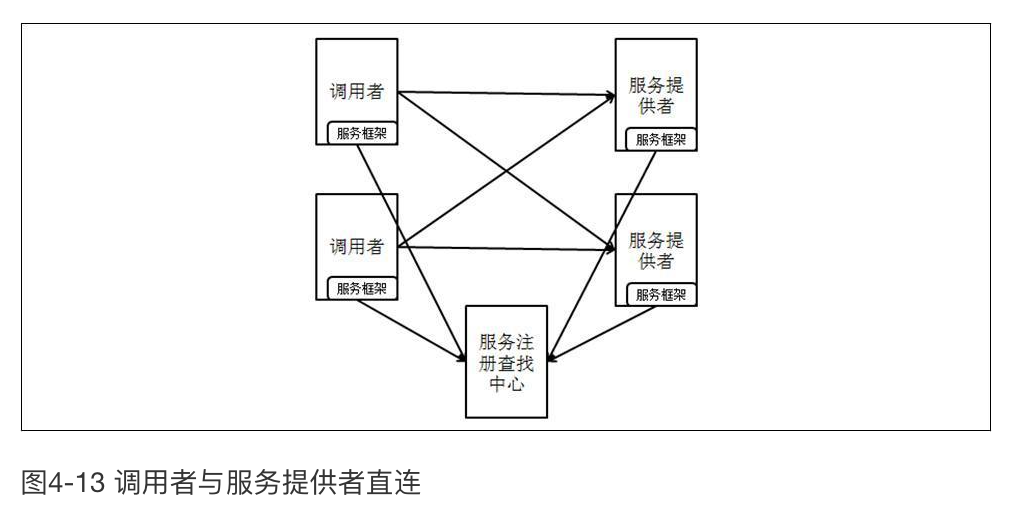 调用者
服务框架
服务提
供者
服务框架
调用者
服务框架
服务提
供者
服务框架
服务注
册查找
中心
图4-13 调用者与服务提供者直连